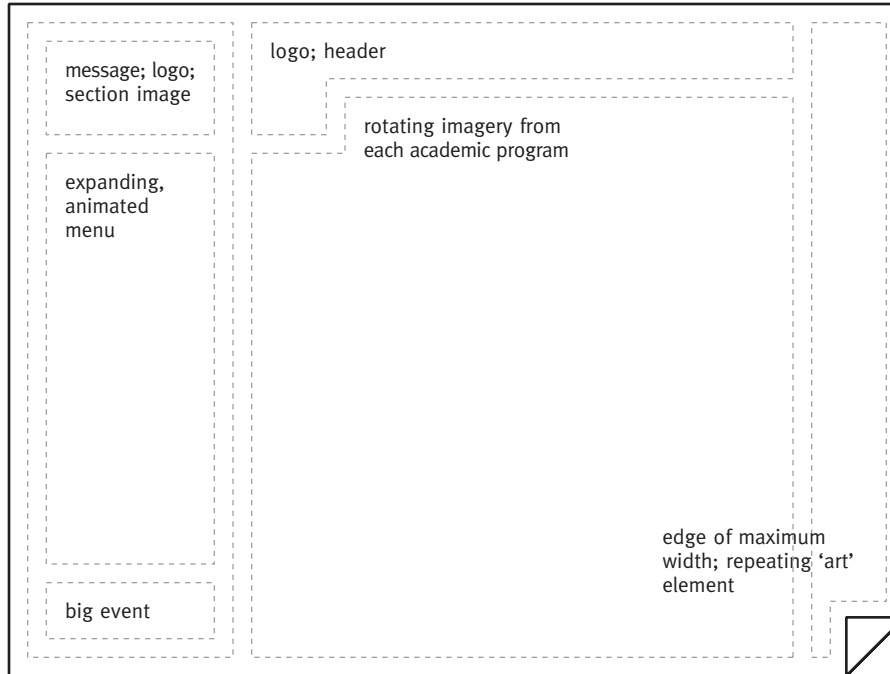 message; logo;
section image
expanding,
animated
menu
big event
logo; header
rotating imagery from
each academic program
edge of maximum
width; repeating ‘art’
element